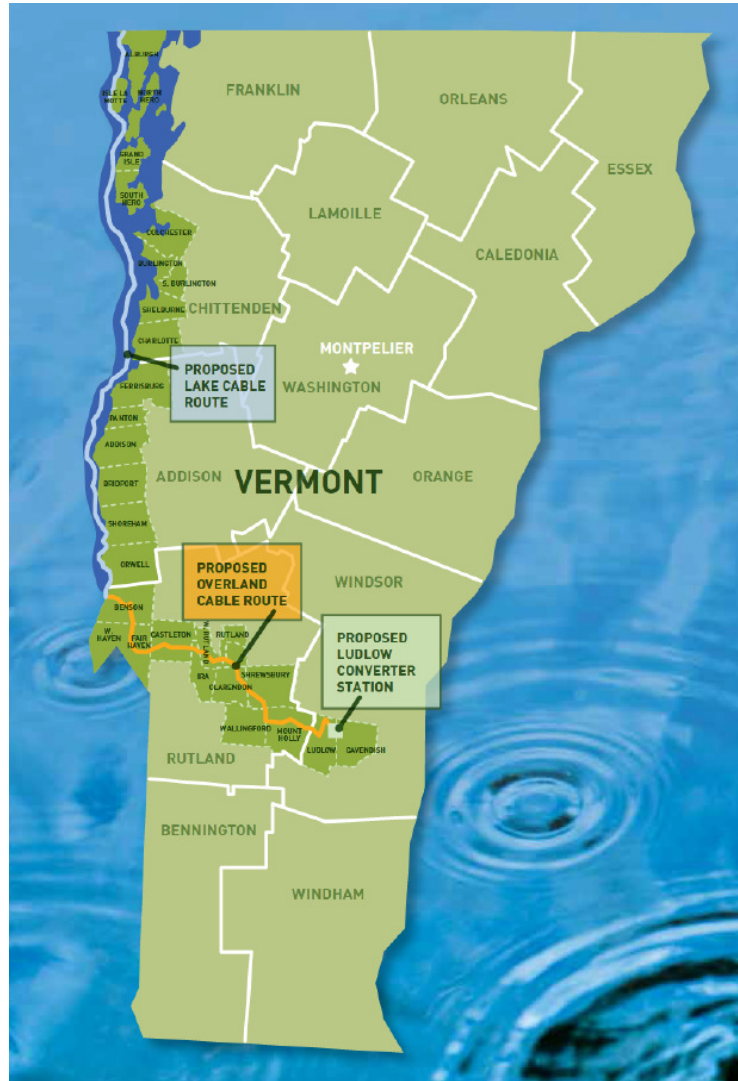 ALBURGH
FRANKLIN
ISLE LA
MOTTE
NORTH
HERO
ORLEANS
GRAND
ISLE
ESSEX
SOUTH
HERO
LAMOILLE
COLCHESTER
CALEDONIA
BURLINGTON
S. BURLINGTON
SHELBURNE
CHITTENDEN
CHARLOTTE
MONTPELIER
PROPOSED
LAKE CABLE
ROUTE
FERRISBURG
WASHINGTON
PANTON
ADDISON
ADDISON
VERMONT
ORANGE
BRIDPORT
SHOREHAM
ORWELL
PROPOSED
OVERLAND
CABLE ROUTE
WINDSOR
BENSON
W.
HAVEN
FAIR
HAVEN
CASTLETON
W. RUTLAND
RUTLAND
PROPOSED
LUDLOW
CONVERTER
STATION
IRA
CLARENDON
SHREWSBURY
WALLINGFORD
MOUNT
HOLLY
LUDLOW
CAVENDISH
RUTLAND
BENNINGTON
WINDHAM